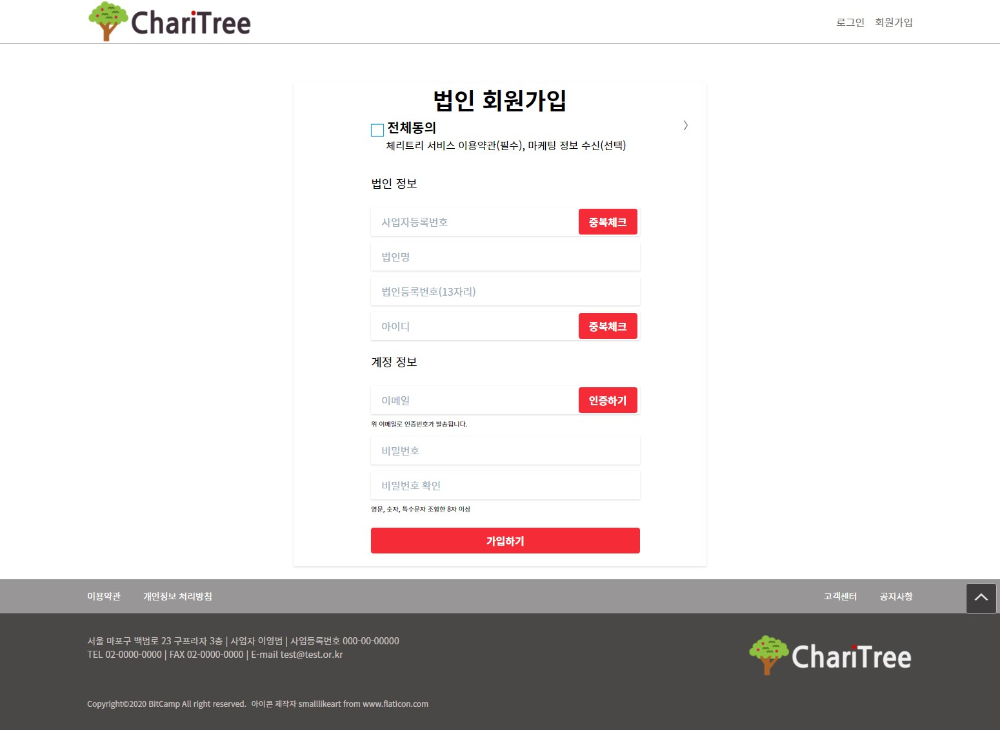 ChariTree
로그인 회원가입
법인 회원가입
전체동의
체리트리 서비스 이용약관(필수), 마케팅 정보 수신(선택)
법인 정보
사업자등록번호 중복체크
법인명
법인등록번호(13자리)
아이디 중복체크
계정 정보
이메일 인증하기
위 이메일로 인증번호가 발송됩니다.
비밀번호
비밀번호 확인
영문, 숫자, 특수문자 조합한 8자 이상
가입하기
이용약관 개인정보 처리방침 고객센터 공지사항
서울 마포구 백범로 23 구프라자 3층 | 사업자 이영범 | 사업등록번호 000-00-00000
TEL 02-0000-0000 | FAX 02-0000-0000 | E-mail test@test.or.kr
ChariTree
Copyright©2020 BitCamp All right reserved. 아이콘 제작자 smalllikeart from www.flaticon.com